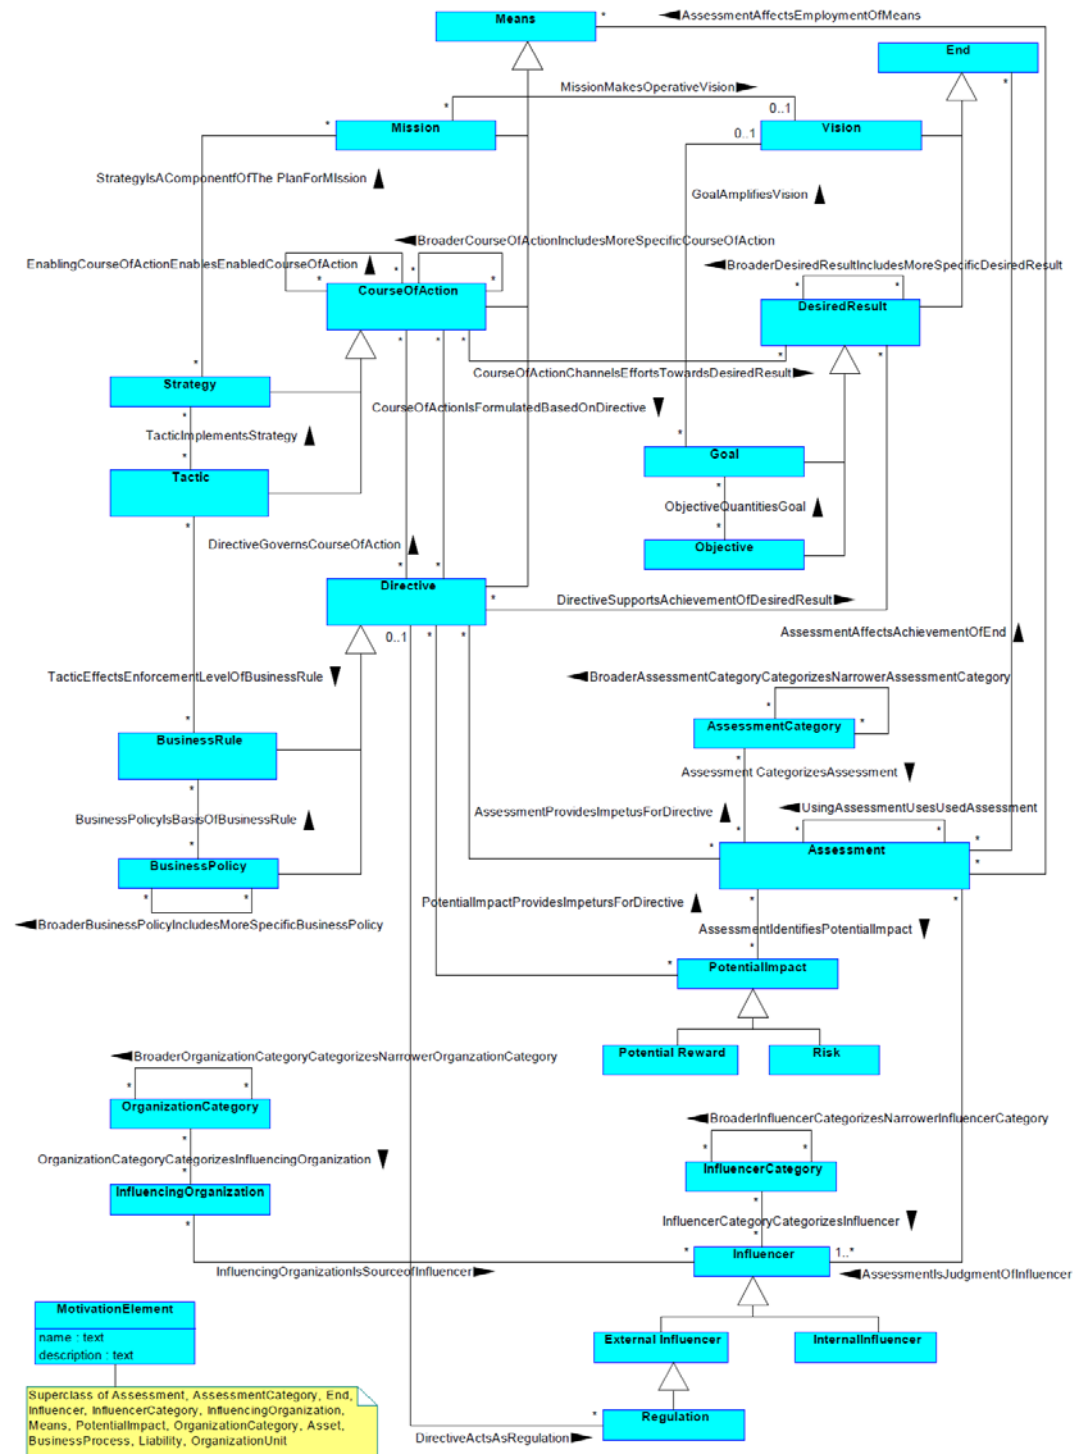 Means
*
AssessmentAffectsEmploymentOfMeans
End
*
MissionMakesOperativeVision
*
0..1
*
Mission
0..1
Vision
StrategyIsAComponentfOfThe PlanForMIssion
GoalAmplifiesVision
BroaderCourseOfActionIncludesMoreSpecificCourseOfAction
EnablingCourseOfActionEnablesEnabledCourseOfAction
* *
* *
CourseOfAction
BroaderDesiredResultIncludesMoreSpecificDesiredResult
* *
DesiredResult
* * *
* *
*
Strategy
CourseOfActionChannelsEffortsTowardsDesiredResult
*
CourseOfActionIsFormulatedBasedOnDirective
TacticImplementsStrategy
*
Tactic
*
Goal
*
ObjectiveQuantitiesGoal
*
Objective
*
DirectiveGovernsCourseOfAction
* *
Directive
*
DirectiveSupportsAchievementOfDesiredResult
0..1 * *
AssessmentAffectsAchievementOfEnd
TacticEffectsEnforcementLevelOfBusinessRule
BroaderAssessmentCategoryCategorizesNarrowerAssessmentCategory
*
*
AssessmentCategory
*
BusinessRule
*
*
Assessment CategorizesAssessment
AssessmentProvidesImpetusForDirective
UsingAssessmentUsesUsedAssessment
BusinessPolicyIsBasisOfBusinessRule
*
* * *
*
*
Assessment
*
BusinessPolicy
* *
PotentialImpactProvidesImpetursForDirective
*
*
BroaderBusinessPolicyIncludesMoreSpecificBusinessPolicy
AssessmentIdentifiesPotentialImpact
*
*
PotentialImpact
Potential Reward
Risk
BroaderOrganizationCategoryCategorizesNarrowerOrganzationCategory
* *
OrganizationCategory
*
BroaderInfluencerCategorizesNarrowerInfluencerCategory
* *
OrganizationCategoryCategorizesInfluencingOrganization
InfluencerCategory
*
InfluencingOrganization
*
*
InfluencerCategoryCategorizesInfluencer
*
*
Influencer
1..*
InfluencingOrganizationIsSourceofInfluencer
AssessmentIsJudgmentOfInfluencer
MotivationElement
name : text
description : text
External Influencer
InternalInfluencer
Superclass of Assessment, AssessmentCategory, End,
Influencer, InfluencerCategory, InfluencingOrganization,
Means, PotentialImpact, OrganizationCategory, Asset,
BusinessProcess, Liability, OrganizationUnit
*
Regulation
DirectiveActsAsRegulation